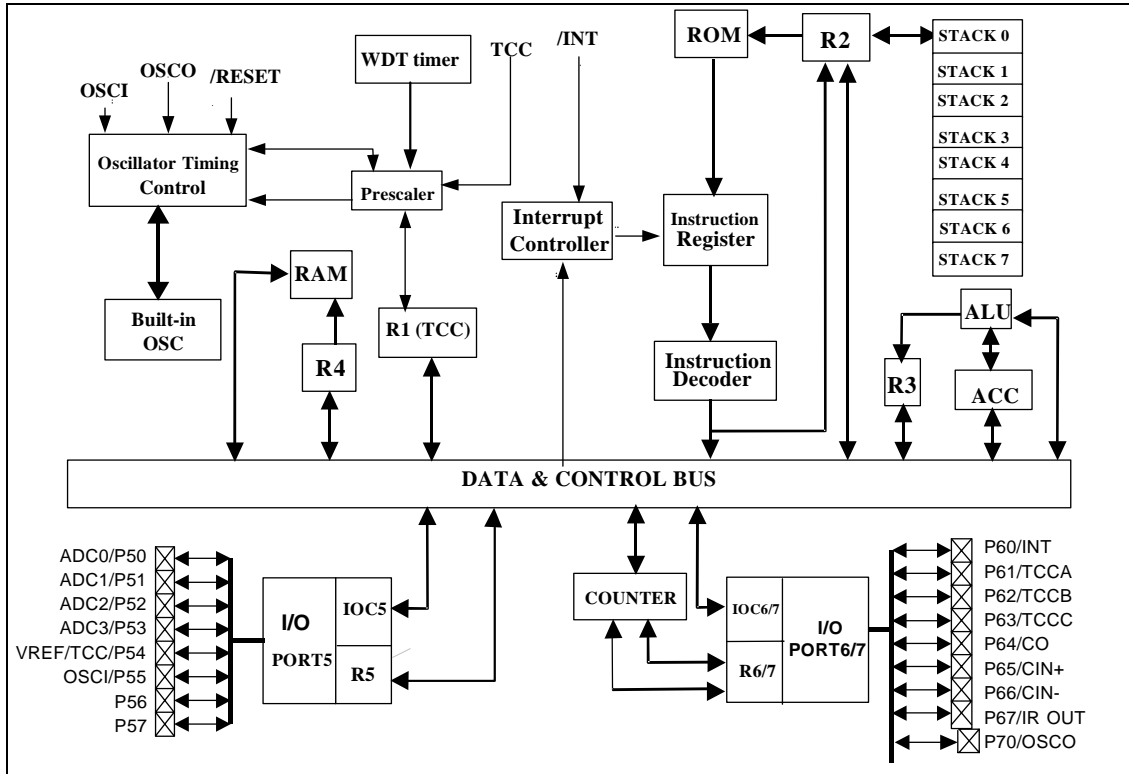 OSCI
OSCO
/RESET
WDT timer
TCC
/INT
ROM
R2
STACK 0
STACK 1
STACK 2
STACK 3
STACK 4
STACK 5
STACK 6
STACK 7
Oscillator Timing
Control
Prescaler
Interrupt
Controller
Instruction
Register
Built-in
OSC
RAM
R4
R1 (TCC)
Instruction
Decoder
ALU
R3
ACC
DATA & CONTROL BUS
ADC0/P50
ADC1/P51
ADC2/P52
ADC3/P53
VREF/TCC/P54
OSCI/P55
P56
P57
I/O
PORT5
IOC5
R5
COUNTER
IOC6/7
R6/7
I/O
PORT6/7
P60/INT
P61/TCCA
P62/TCCB
P63/TCCC
P64/CO
P65/CIN+
P66/CIN-
P67/IR OUT
P70/OSCO